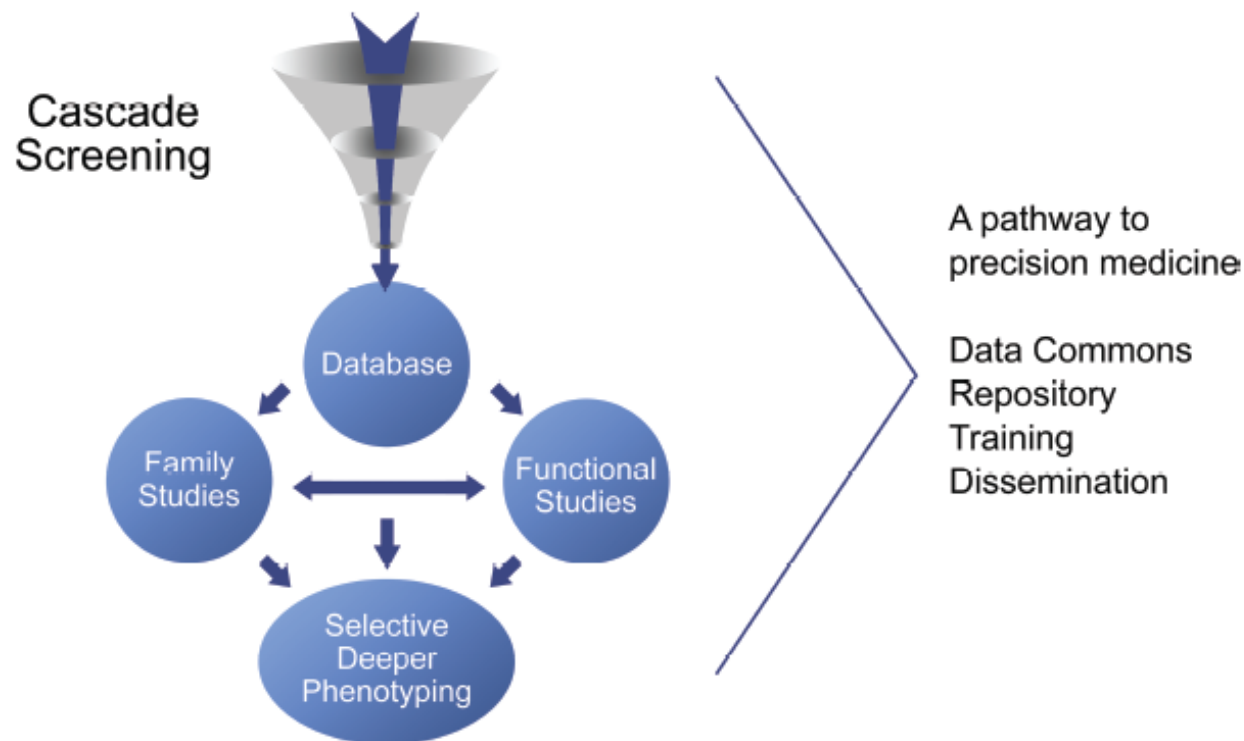 Cascade
Screening
Database
Family
Studies
Functional
Studies
Selective
Deeper
Phenotyping
A pathway to
precision medicine
Data Commons
Repository
Training
Dissemination